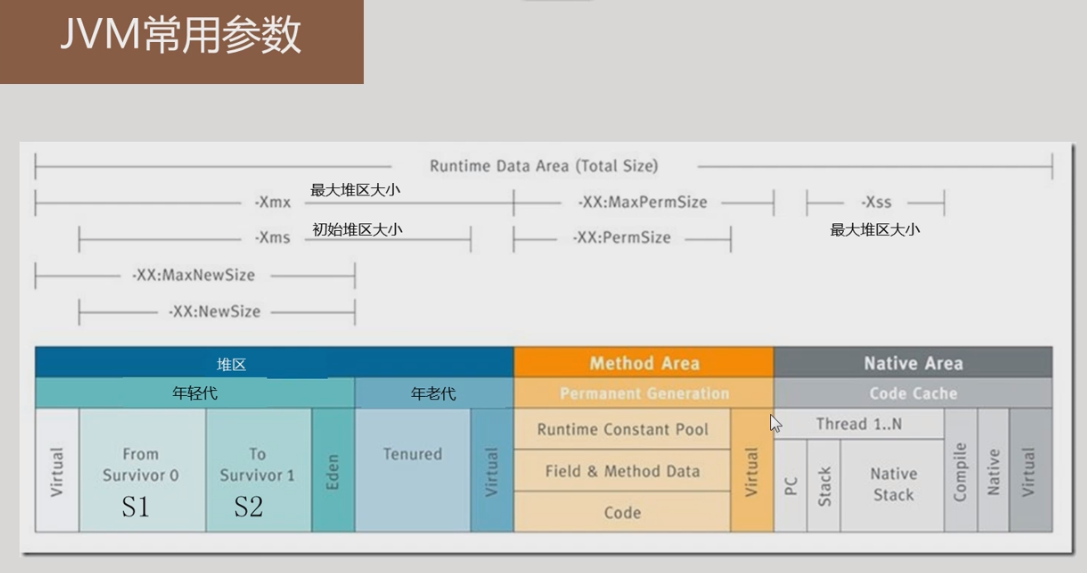 JVM常用参数
Runtime Data Area (Total Size)
-Xmx 最大堆区大小 -XX:MaxPermSize -Xss
-Xms 初始堆区大小 -XX:PermSize 最大堆区大小
-XX:MaxNewSize
-XX:NewSize
堆区 Method Area Native Area
年轻代 年老代 Permanent Generation Code Cache
Virtual
From Survivor 0
S1
To Survivor 1
S2
Eden
Tenured
Virtual
Runtime Constant Pool
Field & Method Data
Code
Virtual
Thread 1..N
PC
Stack
Native Stack
Compile
Native
Virtual